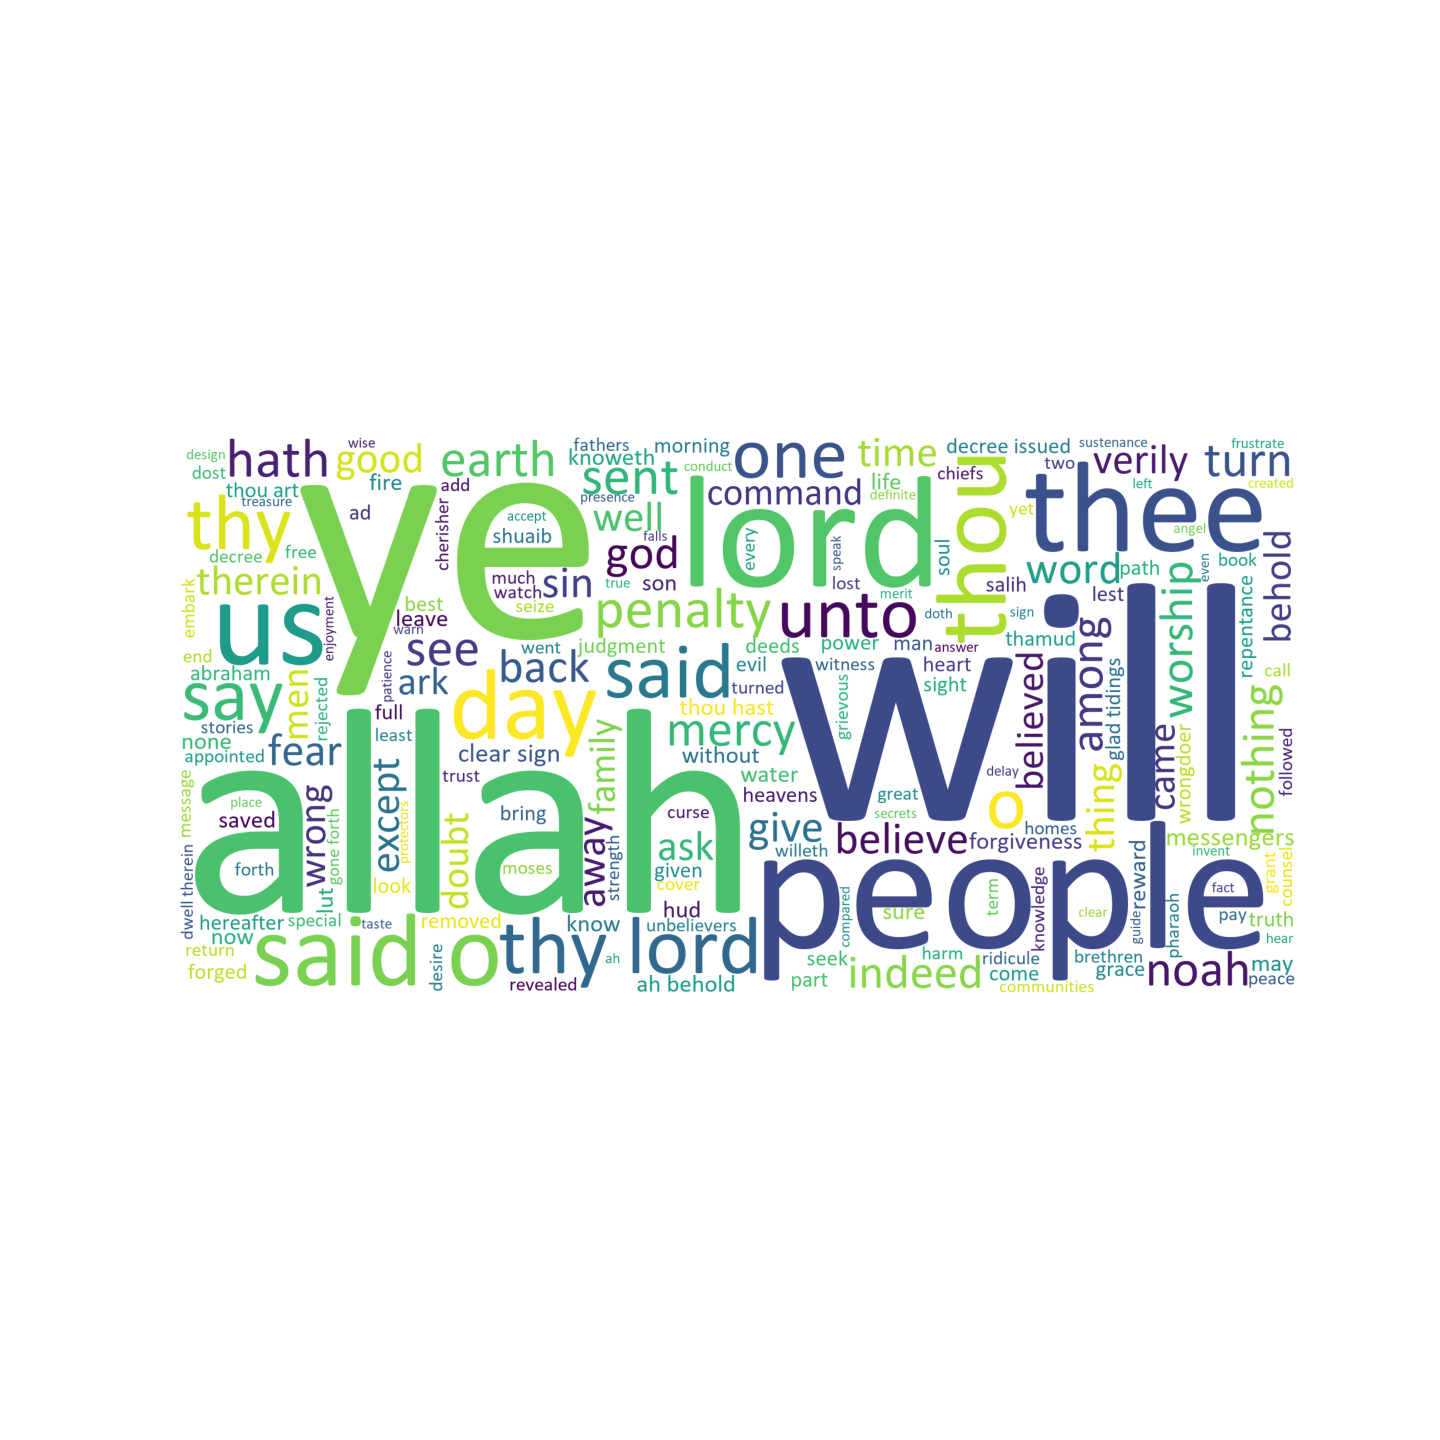 design
hath
wise
good
earth
fathers
morning
knoweth
sent
conduct
one
time
decree issued
sustenance
two
verily
turn
frustrate
dost
thou art
treasure
fire
add
ad
ye
presence
command
life
definite
chiefs
yet
left
created
thy
decree
free
cherisher
accept
shuaib
well
falls
god
lord
every
speak
soul
thou
thee
angel
even
book
behold
therein
much
watch
sin
true
son
lost
merit
salih
word
path
lest
embark
us
enjoyment
best
leave
warn
seize
penalty
unto
doth
sign
will
worship
repentance
see
went
judgment
deeds
power
man
answer
thamud
among
end
abraham
say
men
rejected
patience
ark
back
said
evil
witness
heart
sight
turned
believed
glad tidings
call
nothing
stories
none
appointed
fear
full
least
day
clear sign
thou hast
mercy
grievous
without
family
trust
water
heavens
delay
came
wrongdoer
followed
message
allah
place
saved
wrong
gone forth
except
protectors
doubt
bring
away
strength
curse
ask
give
great
secrets
o
thing
believe
homes
forgiveness
messengers
invent
willeth
forth
lut
look
moses
given
cover
people
fact
grant
counsel
dwell therein
hereafter
special
taste
removed
know
hud
unbelievers
compared
sure
term
knowledge
clear
guide
reward
pharaoh
pay
truth
hear
now
return
forged
said o
desire
revealed
thy lord
ah
ah behold
seek
part
harm
indeed
ridicule
come
communities
brethren
grace
noah
may
peace